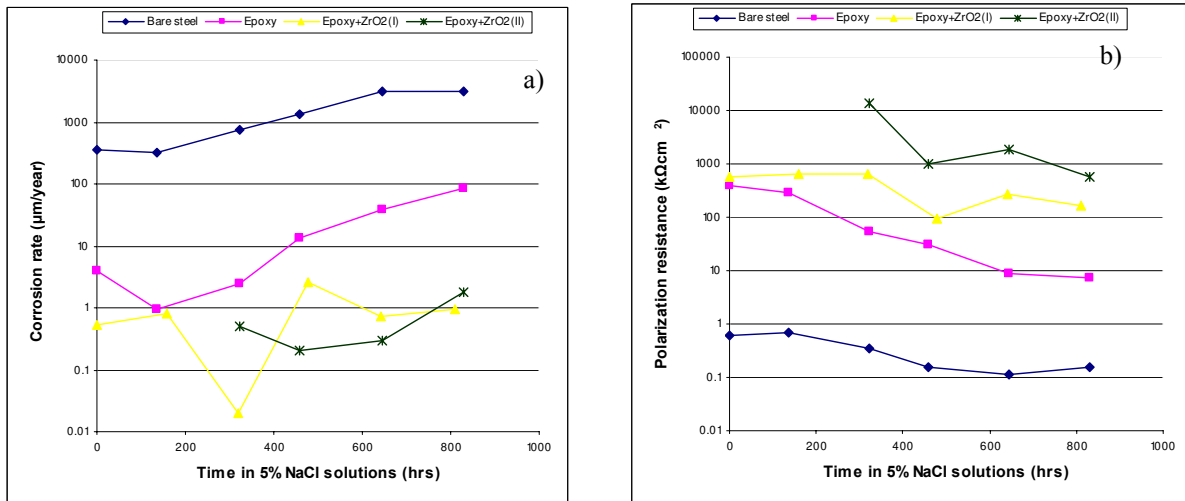 Bare steel Epoxy Epoxy+ZrO2(I) Epoxy+ZrO2(II)
a)
10000
1000
100
10
1
0.1
0.01
Corrosion rate (µm/year)
0 200 400 600 800 1000
Time in 5% NaCl solutions (hrs)
Bare steel Epoxy Epoxy+ZrO2(I) Epoxy+ZrO2(II)
b)
100000
10000
1000
100
10
1
0.1
0.01
Polarization resistance (kΩcm 2)
0 200 400 600 800 1000
Time in 5% NaCl solutions (hrs)